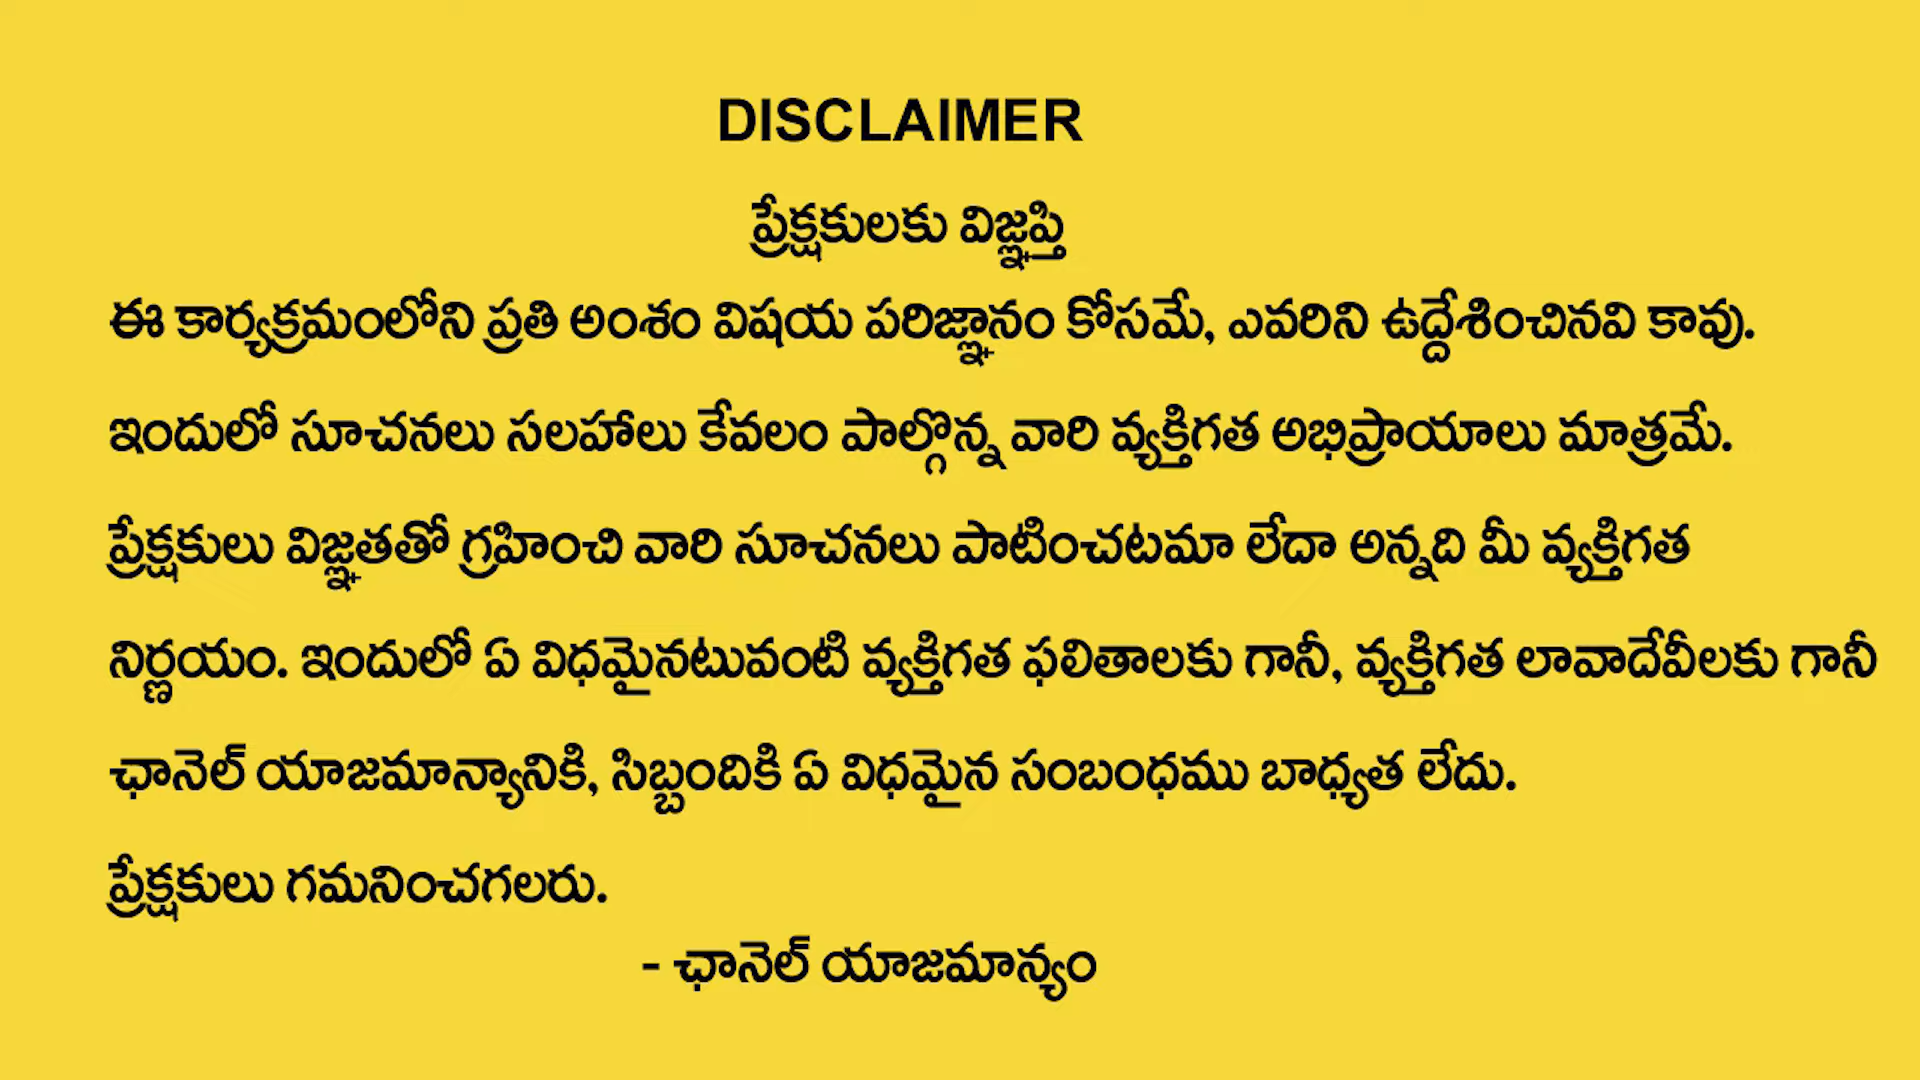 DISCLAIMER
ప్రేక్షకులకు విజ్ఞప్తి
ఈ కార్యక్రమంలోని ప్రతి అంశం విషయ పరిజ్ఞానం కోసమే, ఎవరిని ఉద్దేశించినవి కావు.
ఇందులో సూచనలు సలహాలు కేవలం పాల్గొన్న వారి వ్యక్తిగత అభిప్రాయాలు మాత్రమే.
ప్రేక్షకులు విజ్ఞతతో గ్రహించి వారి సూచనలు పాటించటమా లేదా అన్నది మీ వ్యక్తిగత
నిర్ణయం. ఇందులో ఏ విధమైనటువంటి వ్యక్తిగత ఫలితాలకు గానీ, వ్యక్తిగత లావాదేవీలకు గానీ
ఛానెల్ యాజమాన్యానికి, సిబ్బందికి ఏ విధమైన సంబంధము బాధ్యత లేదు.
ప్రేక్షకులు గమనించగలరు.
- ఛానెల్ యాజమాన్యం